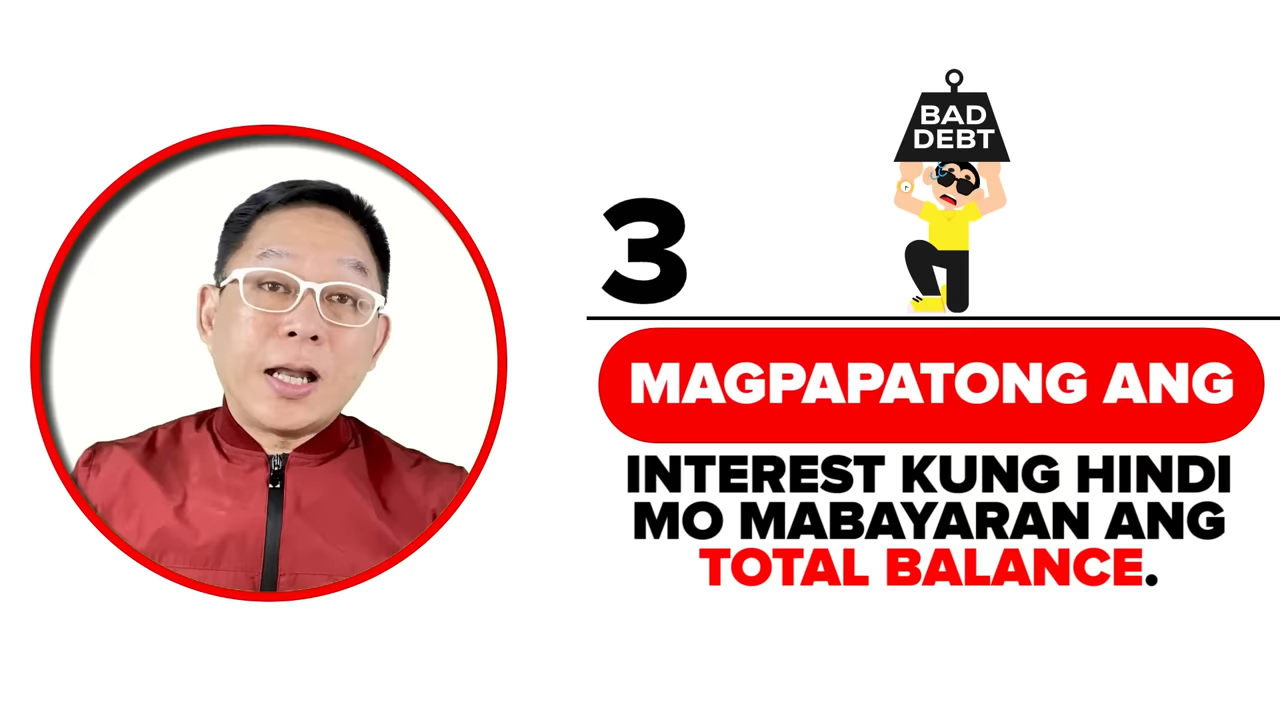 BAD
DEBT
3
MAGPAPATONG ANG
INTEREST KUNG HINDI
MO MABAYARAN ANG
TOTAL BALANCE.